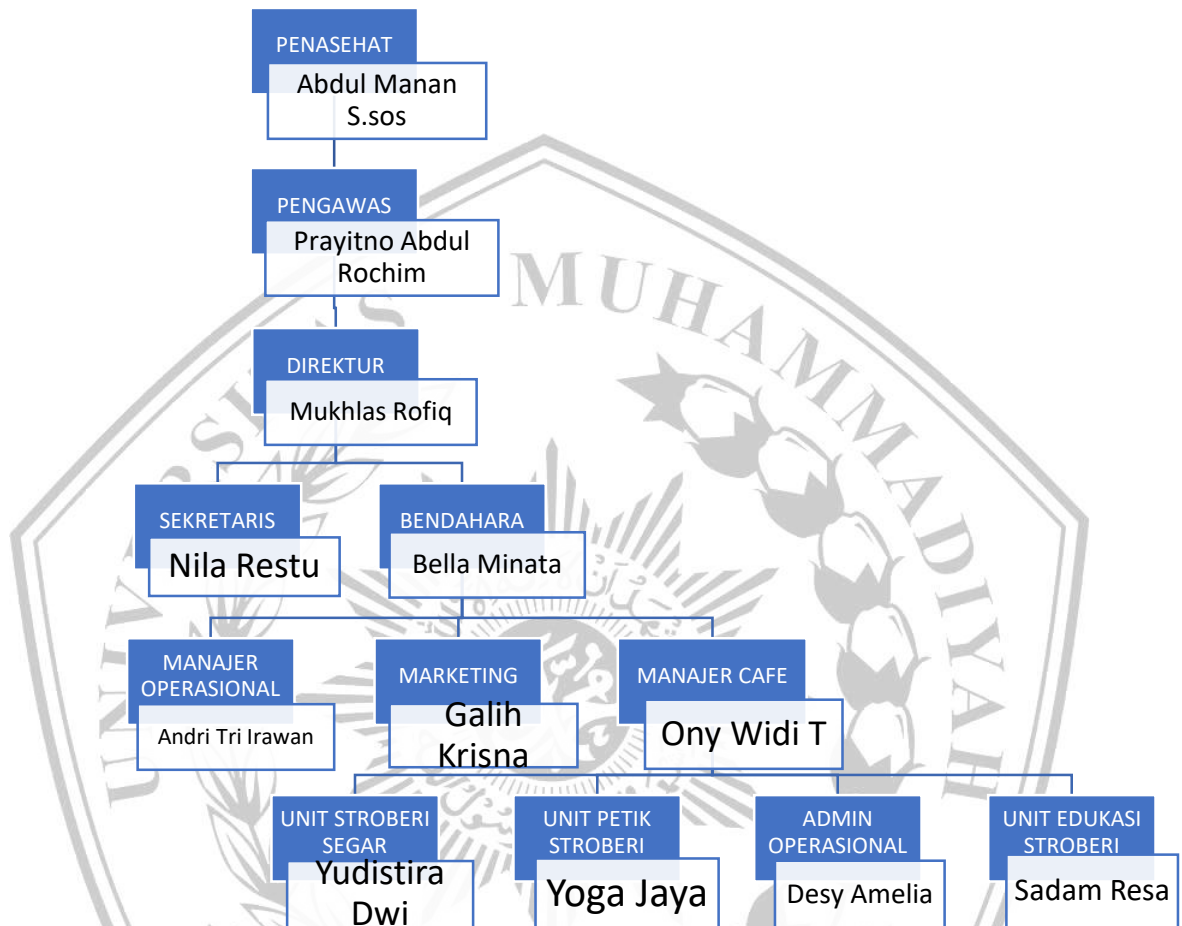 PENASEHAT
Abdul Manan
S.sos
PENGAWAS
Prayitno Abdul
Rochim
DIREKTUR
Mukhlas Rofiq
SEKRETARIS
Nila Restu
BENDAHARA
Bella Minata
MANAJER
OPERASIONAL
Andri Tri Irawan
MARKETING
Galih
Krisna
MANAJER CAFE
Ony Widi T
UNIT STROBERI
SEGAR
Yudistira
Dwi
UNIT PETIK
STROBERI
Yoga Jaya
ADMIN
OPERASIONAL
Desy Amelia
UNIT EDUKASI
STROBERI
Sadam Resa
MUHAMMADIYAH